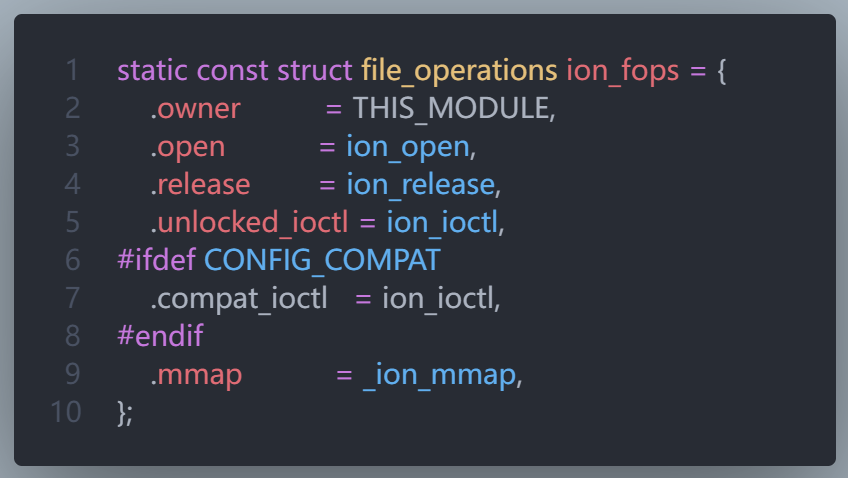 1 static const struct file_operations ion_fops = {
2 .owner = THIS_MODULE,
3 .open = ion_open,
4 .release = ion_release,
5 .unlocked_ioctl = ion_ioctl,
6 #ifdef CONFIG_COMPAT
7 .compat_ioctl = ion_ioctl,
8 #endif
9 .mmap = _ion_mmap,
10 };